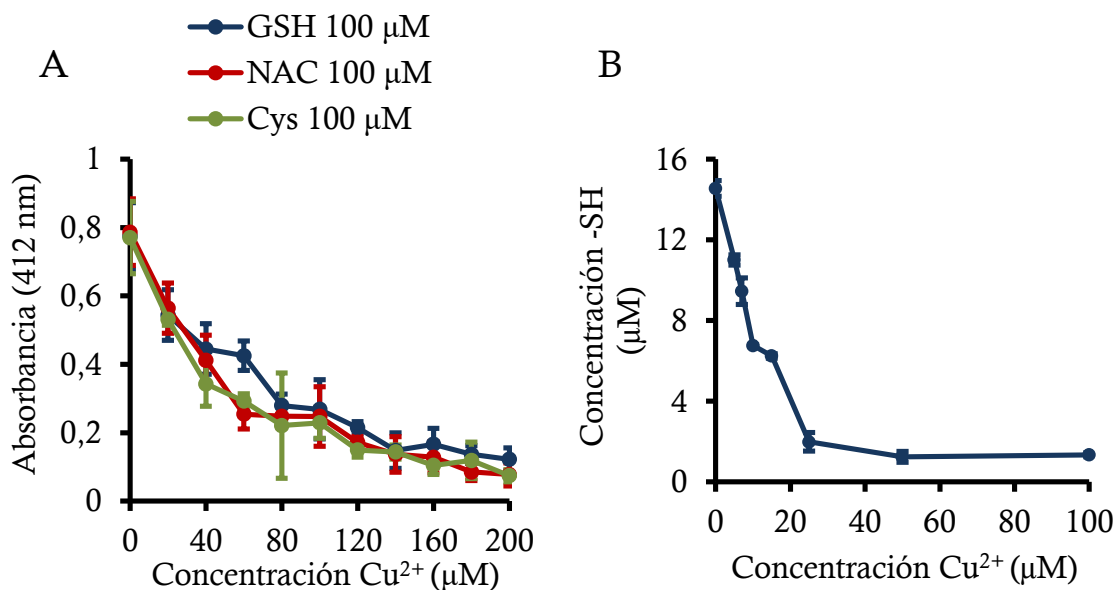 GSH 100 µM
NAC 100 µM
Cys 100 µM
A
Absorbancia (412 nm)
1
0,8
0,6
0,4
0,2
0
0 40 80 120 160 200
Concentración Cu²⁺ (µM)
B
Concentración -SH
(µM)
16
12
8
4
0
0 20 40 60 80 100
Concentración Cu²⁺ (µM)